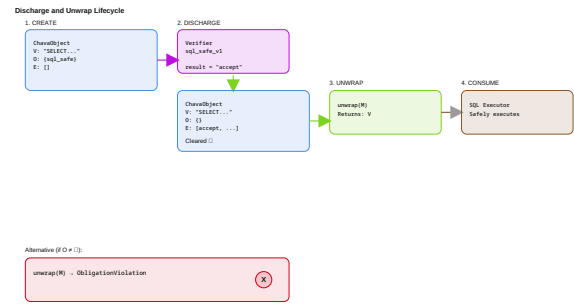 Discharge and Unwrap Lifecycle
1. CREATE
2. DISCHARGE
ChavaObject
V: "SELECT..."
O: {sql_safe}
E: []
Verifier
sql_safe_v1
result = "accept"
ChavaObject
V: "SELECT..."
O: {}
E: [accept, ...]
Cleared □
3. UNWRAP
unwrap(M)
Returns: V
4. CONSUME
SQL Executor
Safely executes
Alternative (if O ≠ □):
unwrap(M) → ObligationViolation
X